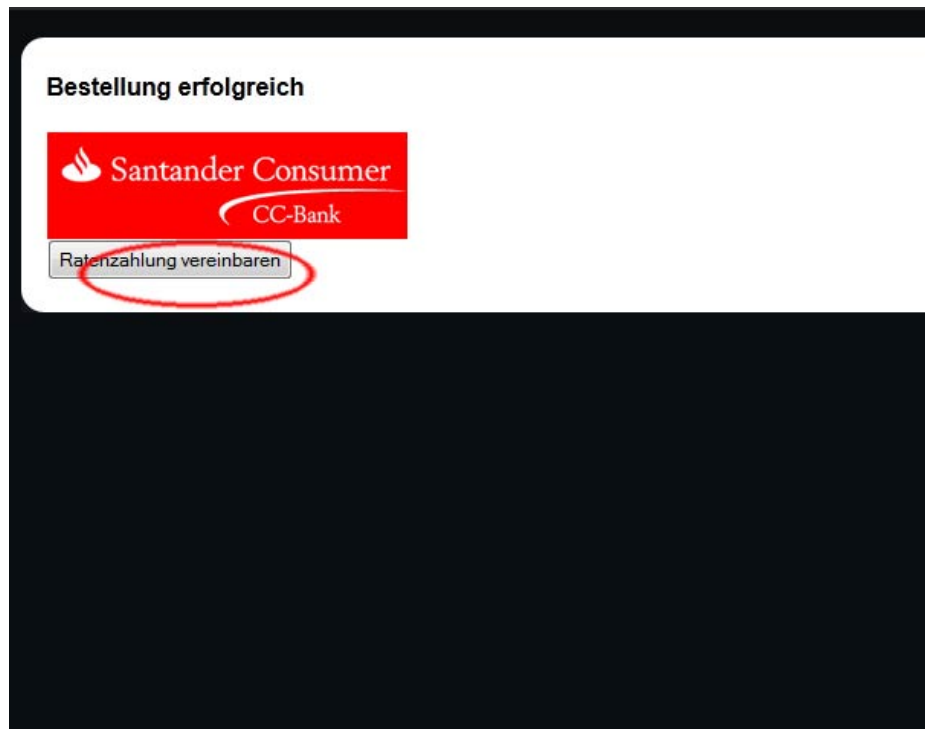 Bestellung erfolgreich
Santander Consumer
CC-Bank
Ratenzahlung vereinbaren